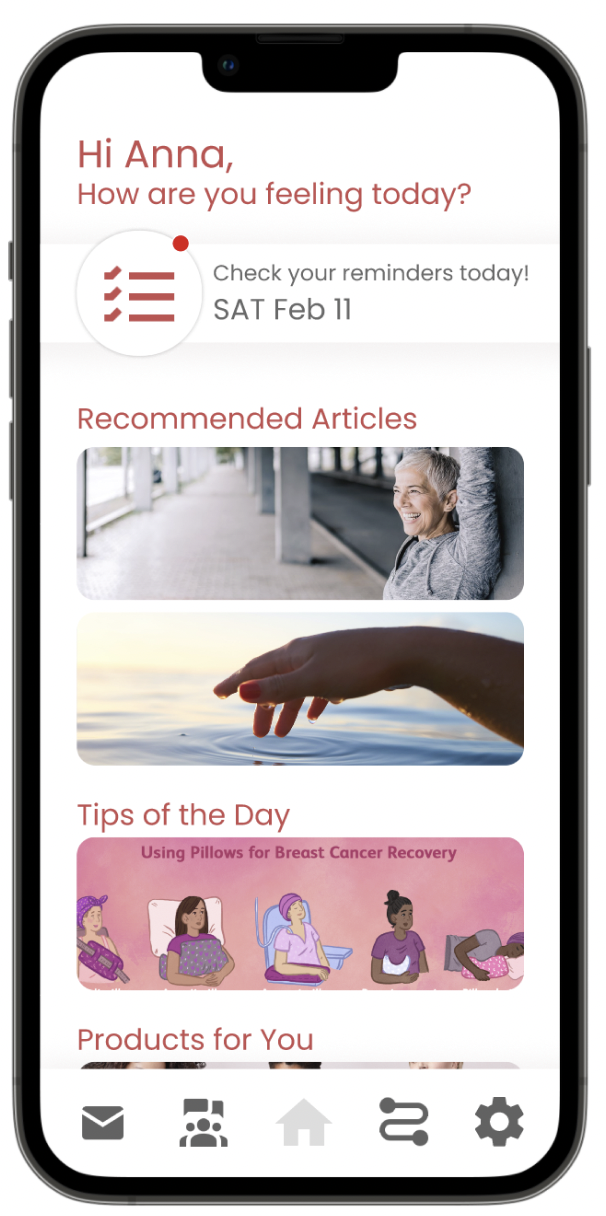 Hi Anna,
How are you feeling today?
Check your reminders today!
SAT Feb 11
Recommended Articles
Tips of the Day
Using Pillows for Breast Cancer Recovery
Products for You